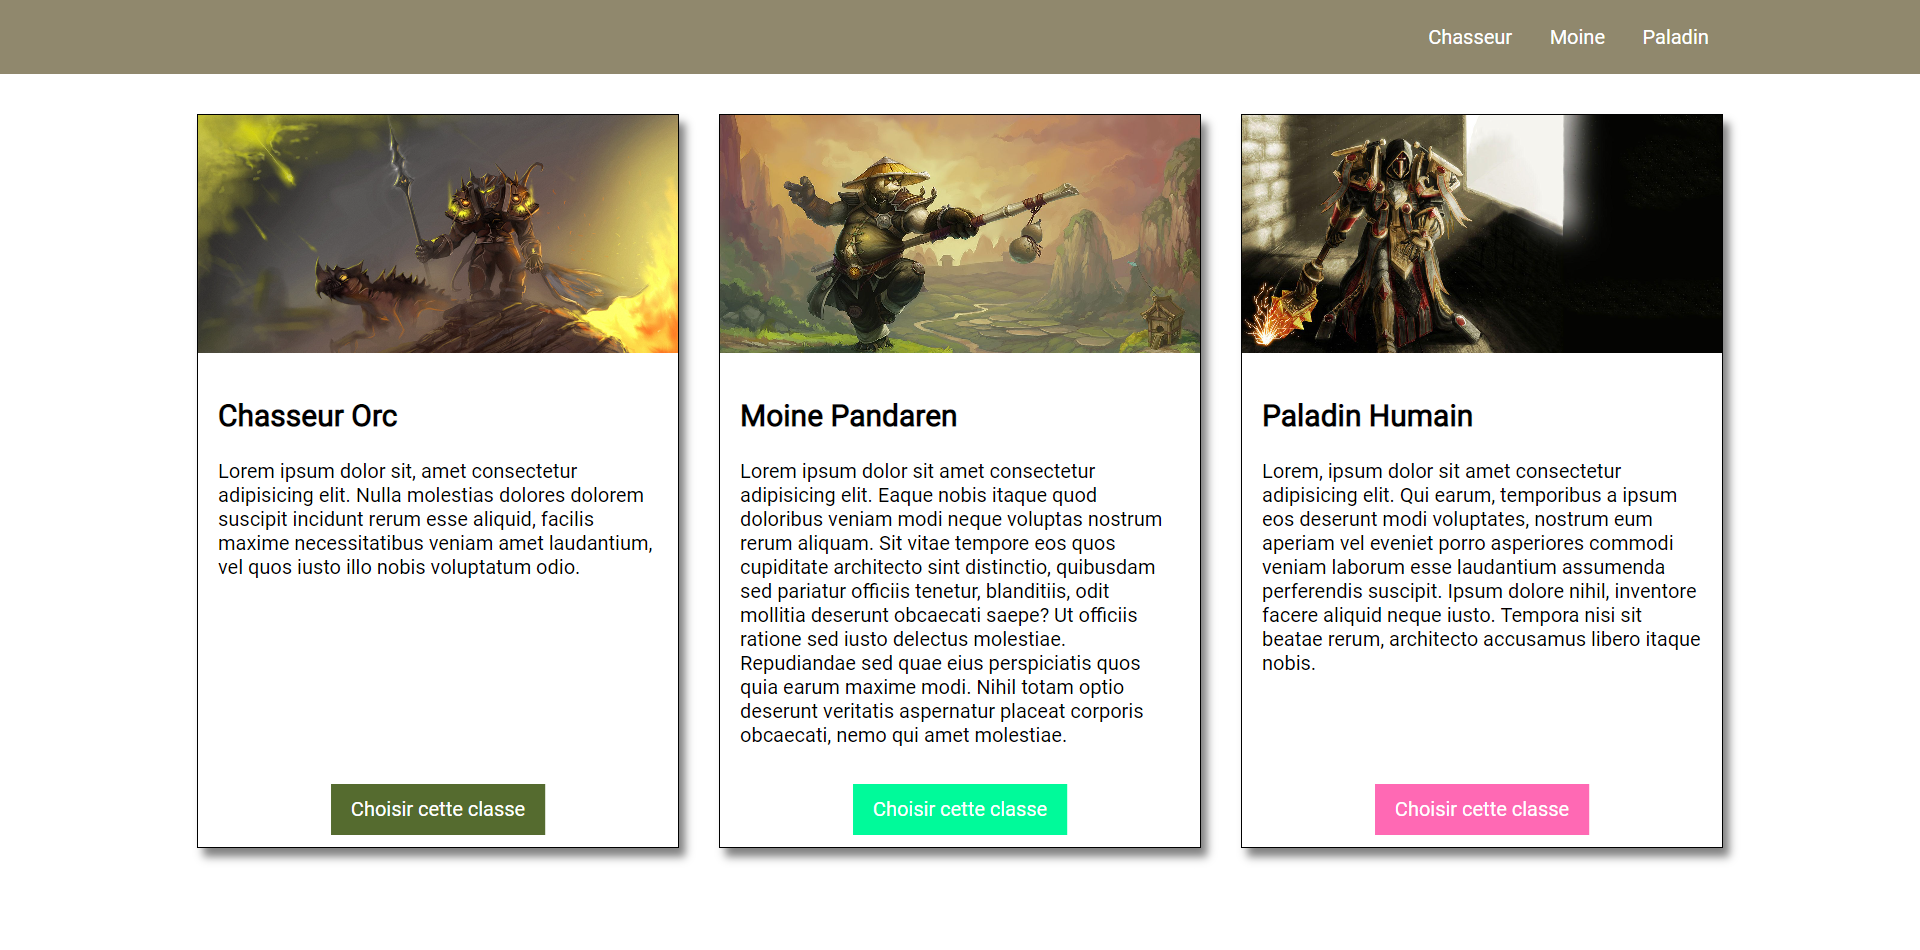 Chasseur Moine Paladin
Chasseur Orc
Lorem ipsum dolor sit, amet consectetur
adipisicing elit. Nulla molestias dolores dolorem
suscipit incidunt rerum esse aliquid, facilis
maxime necessitatibus veniam amet laudantium,
vel quos iusto illo nobis voluptatum odio.
Choisir cette classe
Moine Pandaren
Lorem ipsum dolor sit amet consectetur
adipisicing elit. Eaque nobis itaque quod
doloribus veniam modi neque voluptas nostrum
rerum aliquam. Sit vitae tempore eos quos
cupiditate architecto sint distinctio, quibusdam
sed pariatur officiis tenetur, blanditiis, odit
mollitia deserunt obcaecati saepe? Ut officiis
ratione sed iusto delectus molestiae.
Repudiandae sed quae eius perspiciatis quos
quia earum maxime modi. Nihil totam optio
deserunt veritatis aspernatur placeat corporis
obcaecati, nemo qui amet molestiae.
Choisir cette classe
Paladin Humain
Lorem, ipsum dolor sit amet consectetur
adipisicing elit. Qui earum, temporibus a ipsum
eos deserunt modi voluptates, nostrum eum
aperiam vel eveniet porro asperiores commodi
veniam laborum esse laudantium assumenda
perferendis suscipit. Ipsum dolore nihil, inventore
facere aliquid neque iusto. Tempora nisi sit
beatae rerum, architecto accusamus libero itaque
nobis.
Choisir cette classe